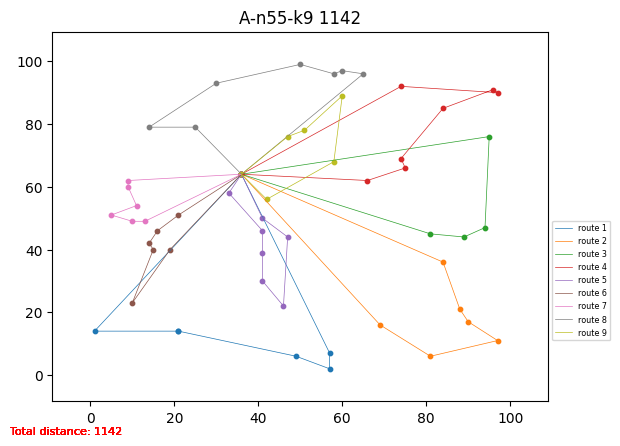 A-n55-k9 1142
100
80
60
40
20
0
0 20 40 60 80 100
route 1
route 2
route 3
route 4
route 5
route 6
route 7
route 8
route 9
Total distance: 1142